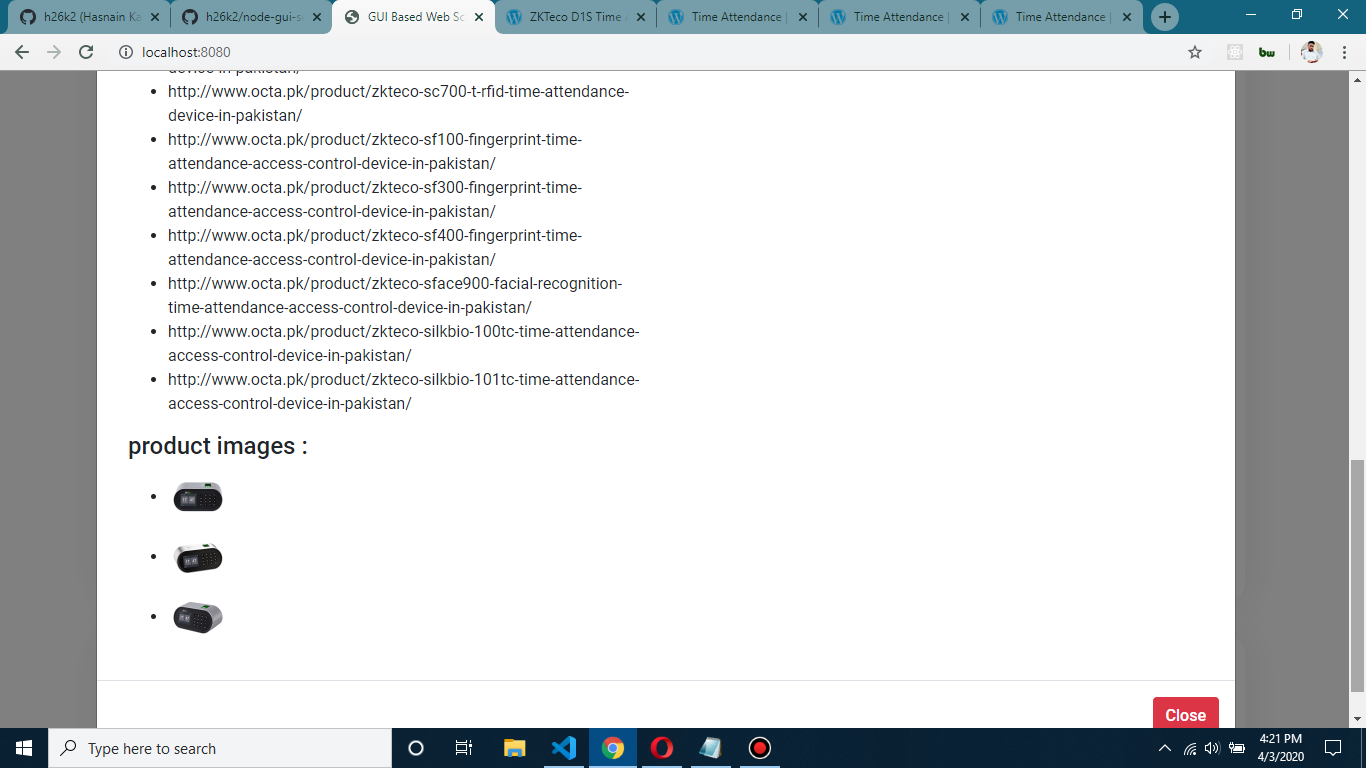 h26k2 (Hasnain Ka
h26k2/node-gui-s
GUI Based Web Sc
ZKTeco D1S Time
Time Attendance |
Time Attendance |
Time Attendance |
localhost:8080
bw
device-in-pakistan/
http://www.octa.pk/product/zkteco-sc700-t-rfid-time-attendance-
device-in-pakistan/
http://www.octa.pk/product/zkteco-sf100-fingerprint-time-
attendance-access-control-device-in-pakistan/
http://www.octa.pk/product/zkteco-sf300-fingerprint-time-
attendance-access-control-device-in-pakistan/
http://www.octa.pk/product/zkteco-sf400-fingerprint-time-
attendance-access-control-device-in-pakistan/
http://www.octa.pk/product/zkteco-sface900-facial-recognition-
time-attendance-access-control-device-in-pakistan/
http://www.octa.pk/product/zkteco-silkbio-100tc-time-attendance-
access-control-device-in-pakistan/
http://www.octa.pk/product/zkteco-silkbio-101tc-time-attendance-
access-control-device-in-pakistan/
product images :
Close
Type here to search
4:21 PM
4/3/2020